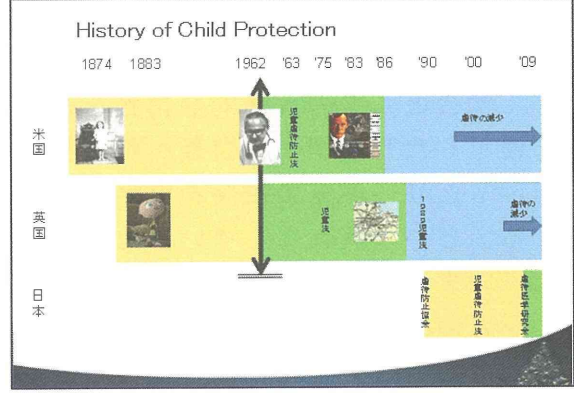 History of Child Protection
1874 1883 1962 '63 '75 '83 '86 '90 '00 '09
米国
児童虐待防止法
虐待の減少
英国
児童法
1989児童法
虐待の減少
日本
虐待防止協会
児童虐待防止法
虐待医学研究会